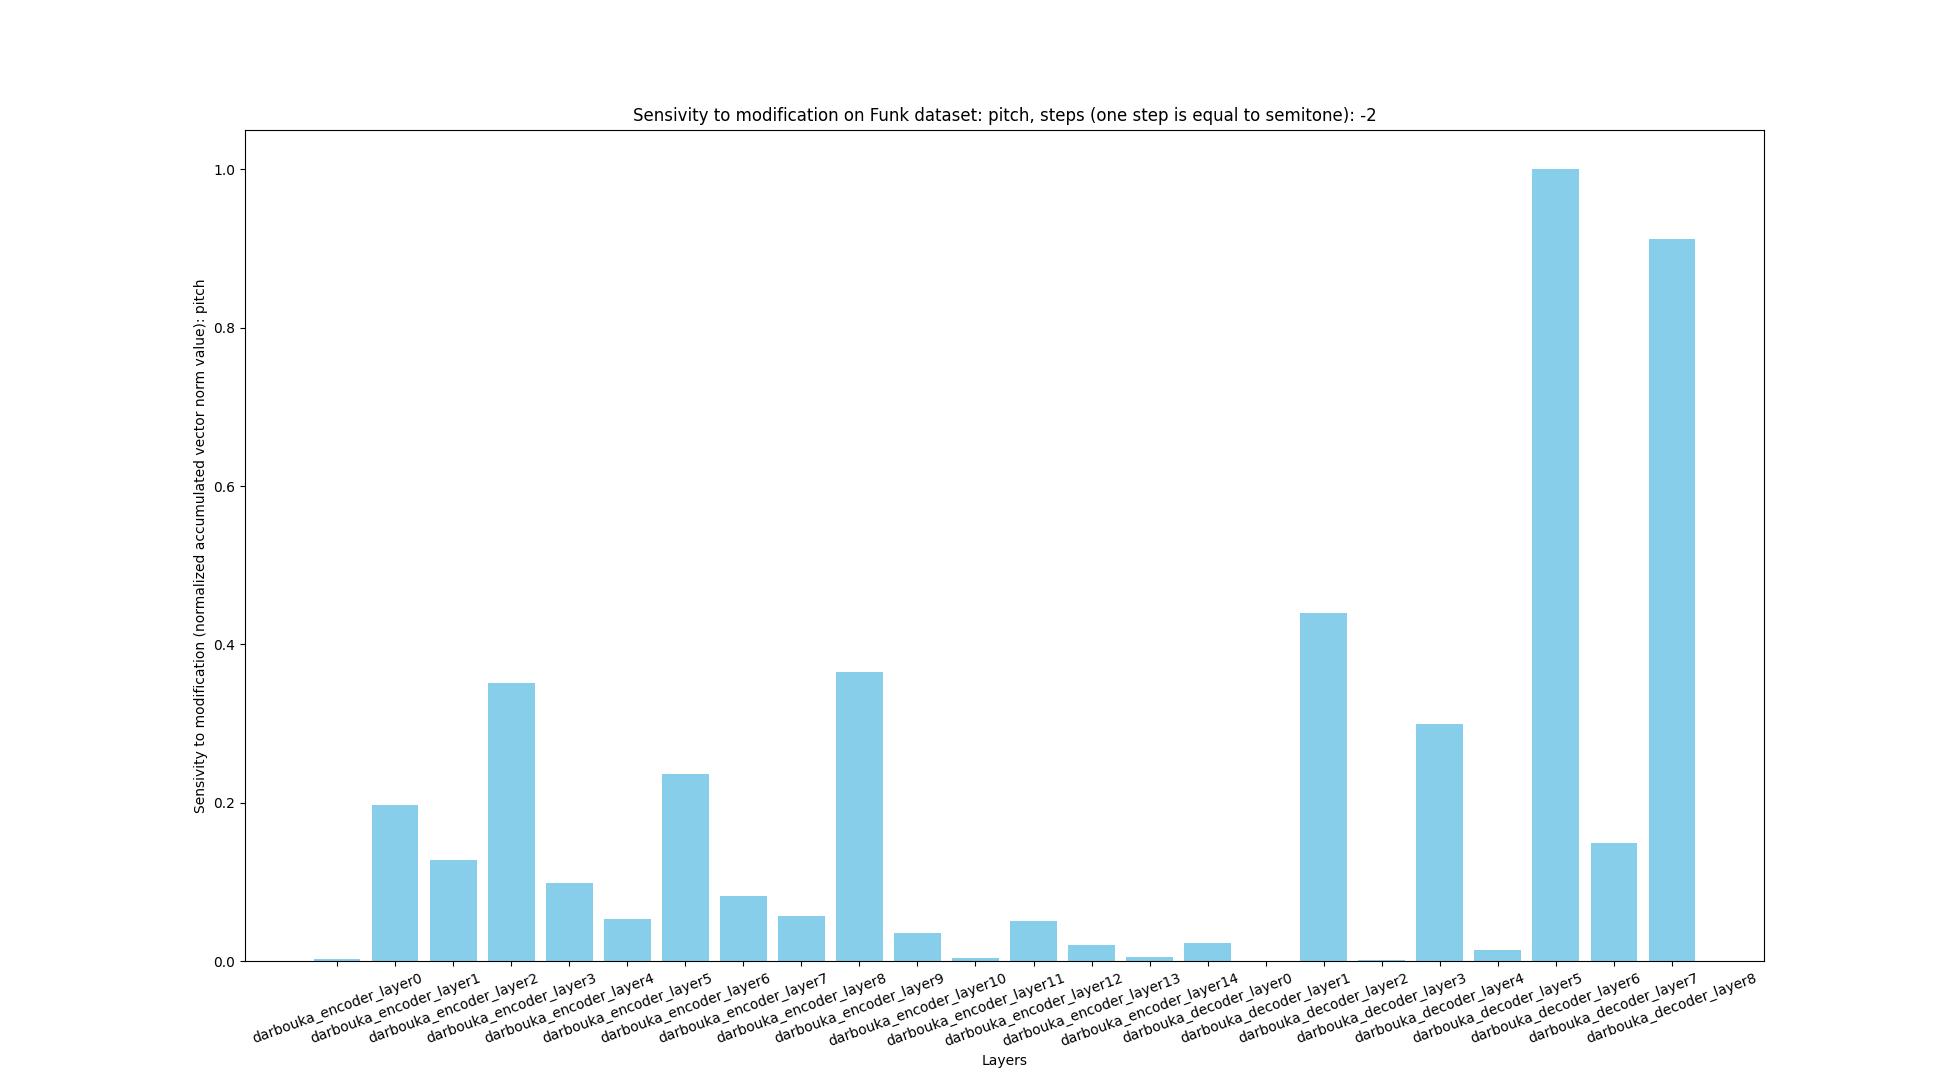 Sensivity to modification on Funk dataset: pitch, steps (one step is equal to semitone): -2
Sensivity to modification (normalized accumulated vector norm value): pitch
1.0
0.8
0.6
0.4
0.2
0.0
darbouka_encoder_layer0
darbouka_encoder_layer1
darbouka_encoder_layer2
darbouka_encoder_layer3
darbouka_encoder_layer4
darbouka_encoder_layer5
darbouka_encoder_layer6
darbouka_encoder_layer7
darbouka_encoder_layer8
darbouka_encoder_layer9
darbouka_encoder_layer10
darbouka_encoder_layer11
darbouka_encoder_layer12
darbouka_encoder_layer13
darbouka_encoder_layer14
darbouka_decoder_layer0
darbouka_decoder_layer1
darbouka_decoder_layer2
darbouka_decoder_layer3
darbouka_decoder_layer4
darbouka_decoder_layer5
darbouka_decoder_layer6
darbouka_decoder_layer7
darbouka_decoder_layer8
Layers